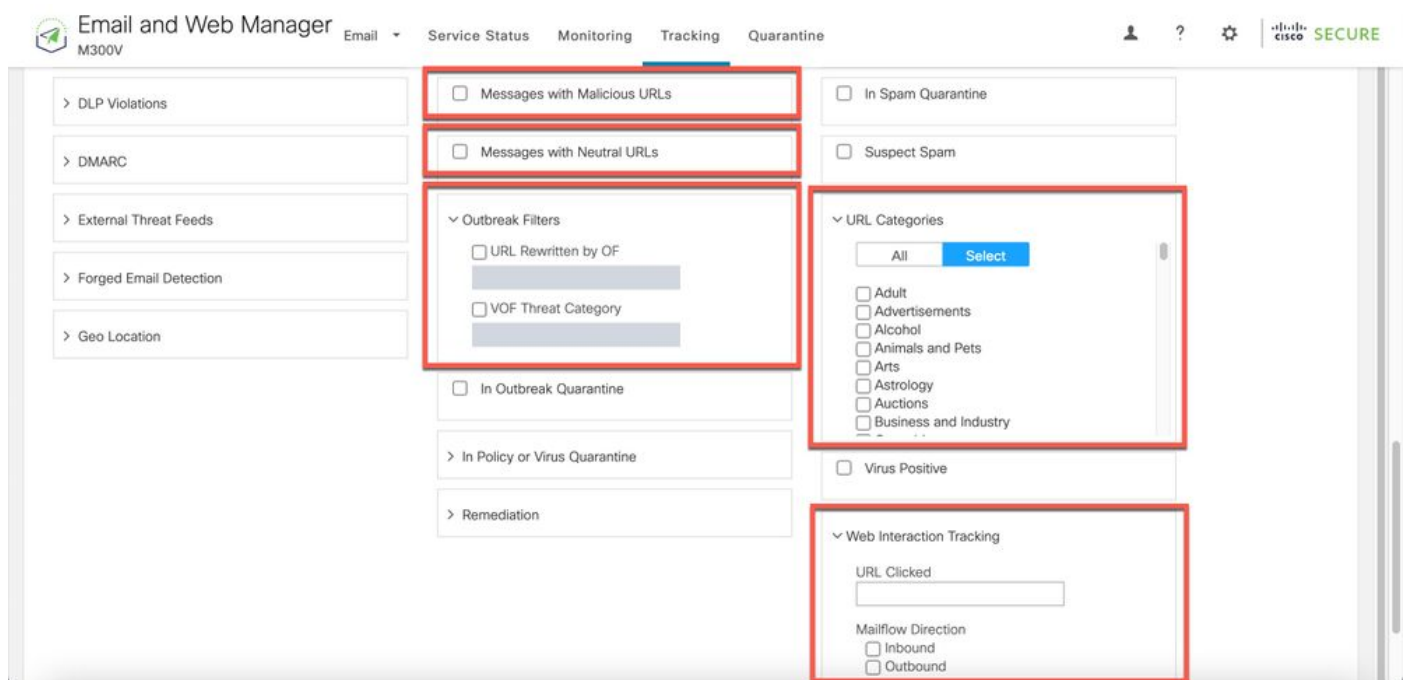 Email and Web Manager
M300V
Email
Service Status
Monitoring
Tracking
Quarantine
?
cisco SECURE
> DLP Violations
> DMARC
> External Threat Feeds
> Forged Email Detection
> Geo Location
Messages with Malicious URLs
Messages with Neutral URLs
Outbreak Filters
URL Rewritten by OF
VOF Threat Category
In Outbreak Quarantine
> In Policy or Virus Quarantine
> Remediation
In Spam Quarantine
Suspect Spam
URL Categories
All Select
Adult
Advertisements
Alcohol
Animals and Pets
Arts
Astrology
Auctions
Business and Industry
Virus Positive
Web Interaction Tracking
URL Clicked
Mailflow Direction
Inbound
Outbound